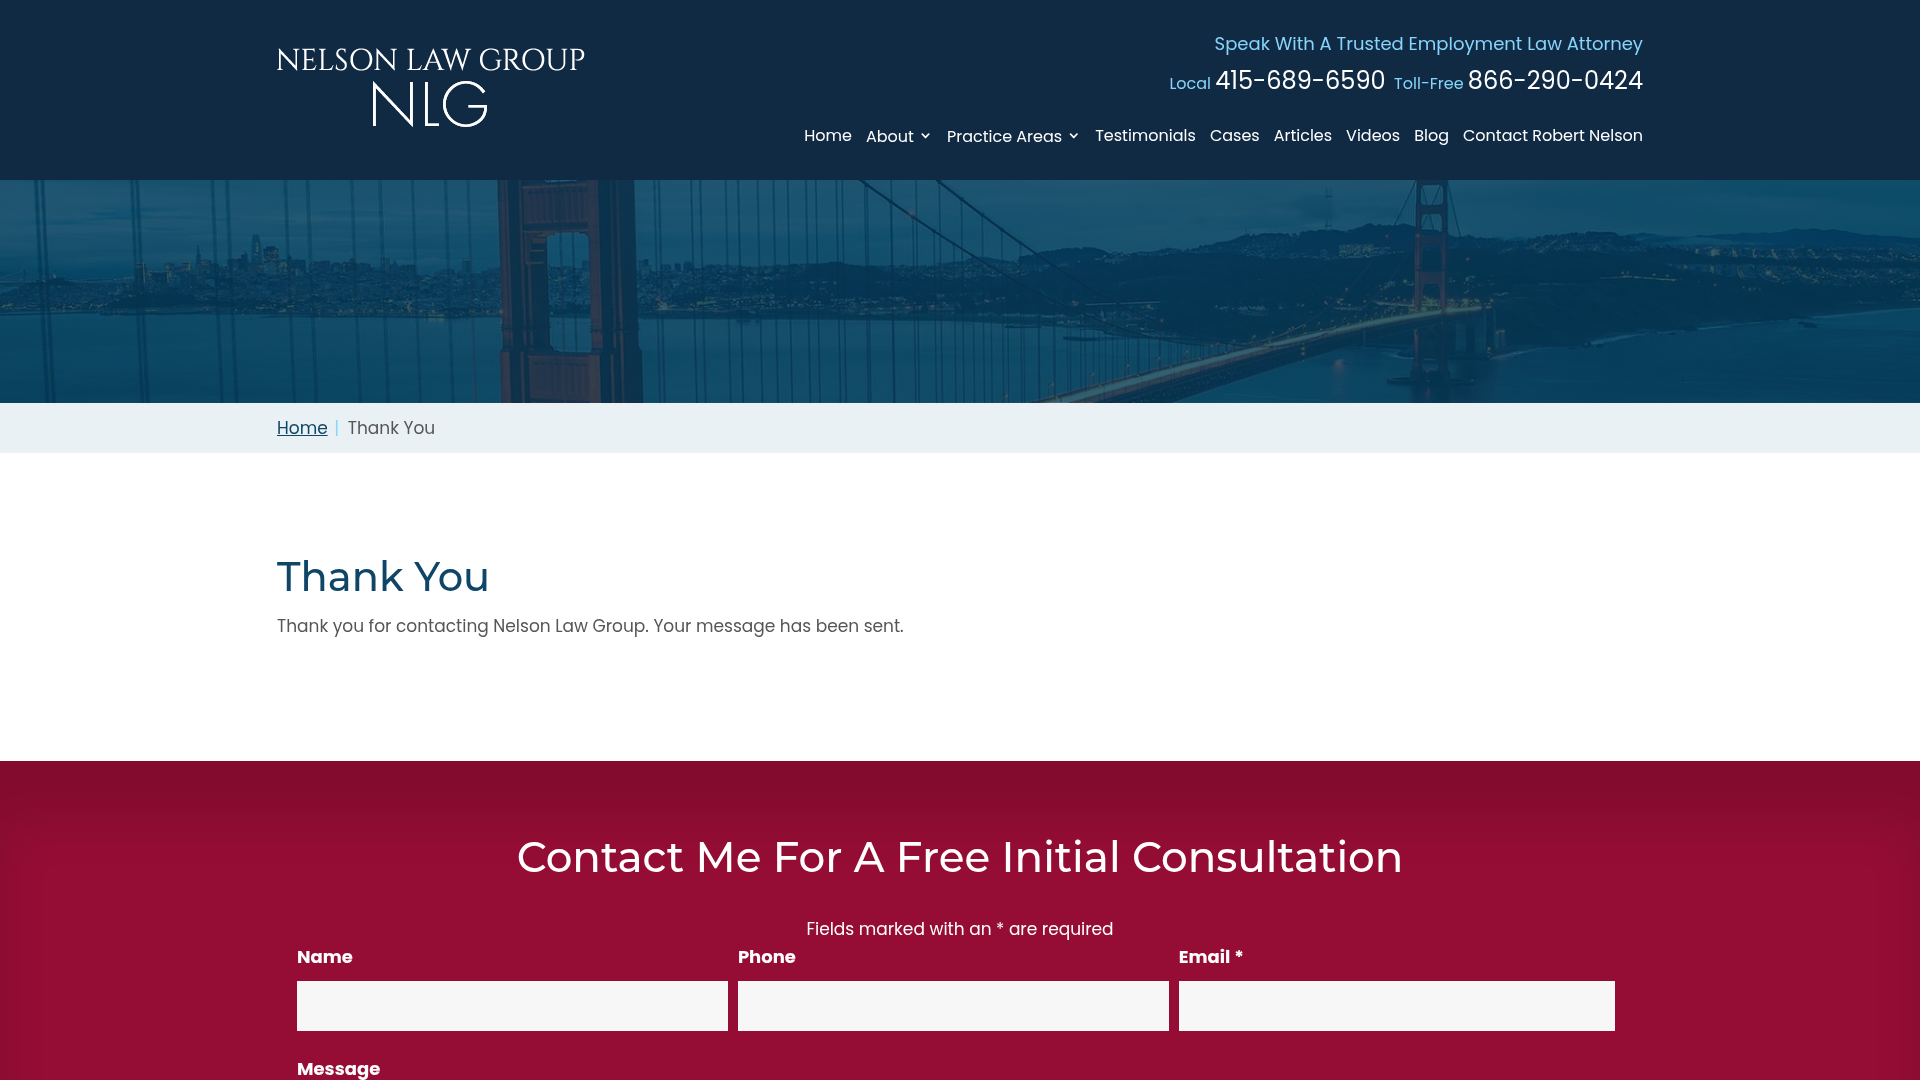 NELSON LAW GROUP
NLG
Speak With A Trusted Employment Law Attorney
Local 415-689-6590 Toll-Free 866-290-0424
Home About Practice Areas Testimonials Cases Articles Videos Blog Contact Robert Nelson
Home | Thank You
Thank You
Thank you for contacting Nelson Law Group. Your message has been sent.
Contact Me For A Free Initial Consultation
Fields marked with an * are required
Name Phone Email *
Message